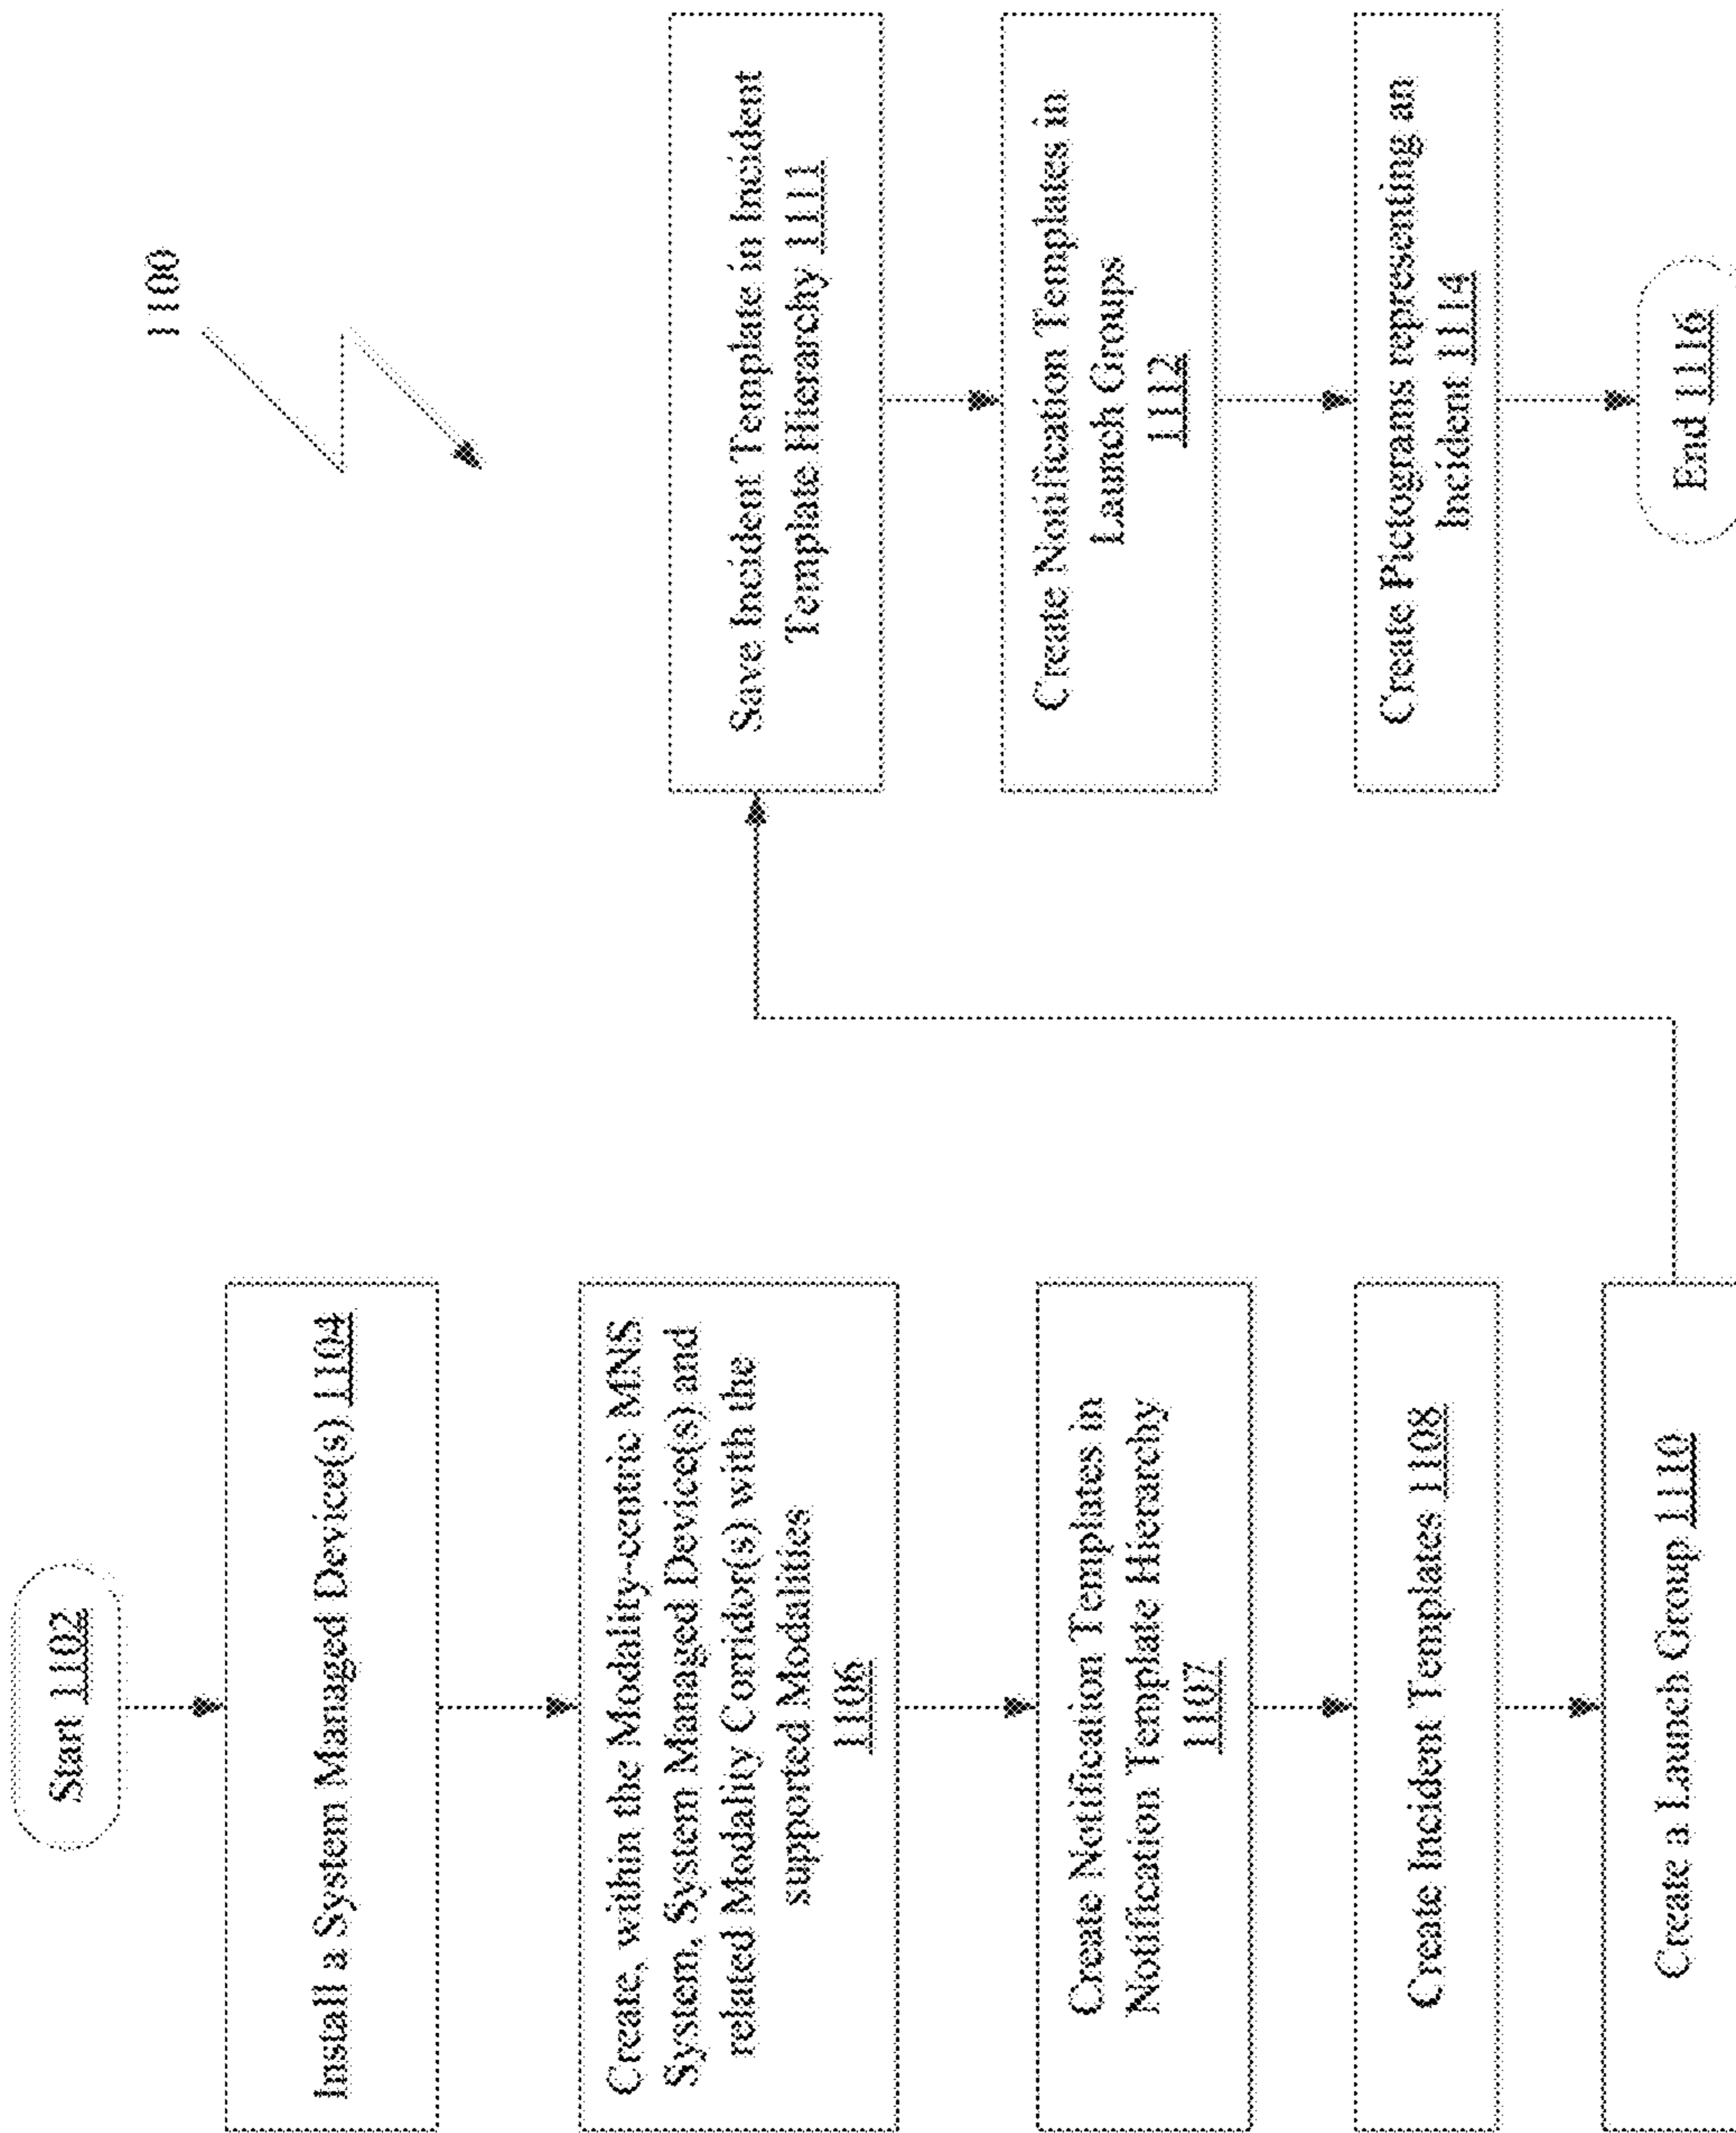 1100
Start 1102
Install a System Managed Device(s) 1104
Create, within the Modality-centric MNS
System, System Managed Device(s) and
related Modality Corridor(s) with the
supported Modalities
1106
Create Notification Templates in
Notification Template Hierarchy
1107
Create Incident Templates 1108
Create a Launch Group 1110
Save Incident Template in Incident
Template Hierarchy 1111
Create Notification Templates in
Launch Groups
1112
Create Pictograms representing an
Incident 1114
End 1116